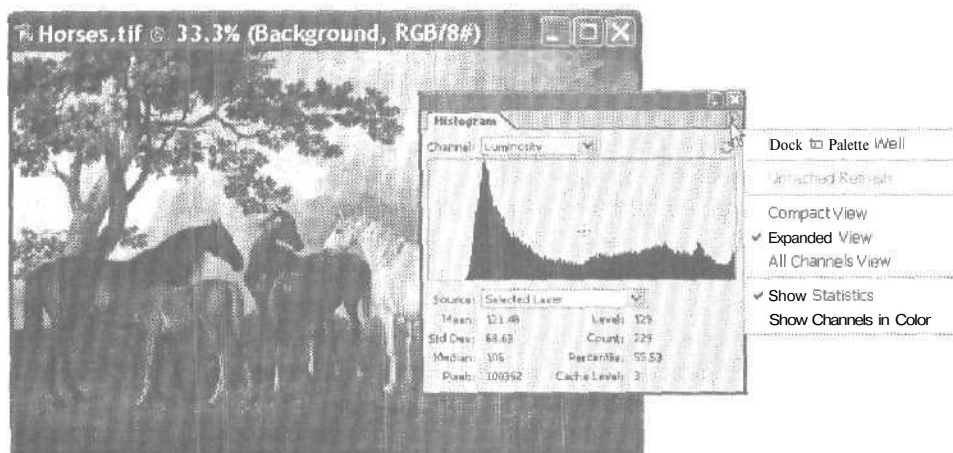 Horses.tif @ 33.3% (Background, RGB/8#)
Histogram
Channel: Luminosity
Dock to Palette Well
Uncached Refresh
Compact View
Expanded View
All Channels View
Show Statistics
Show Channels in Color
Source: Selected Layer
Mean: 121.48 Level: 129
Std Dev: 68.63 Count: 229
Median: 106 Percentile: 55.53
Pixels: 100392 Cache Level: 3